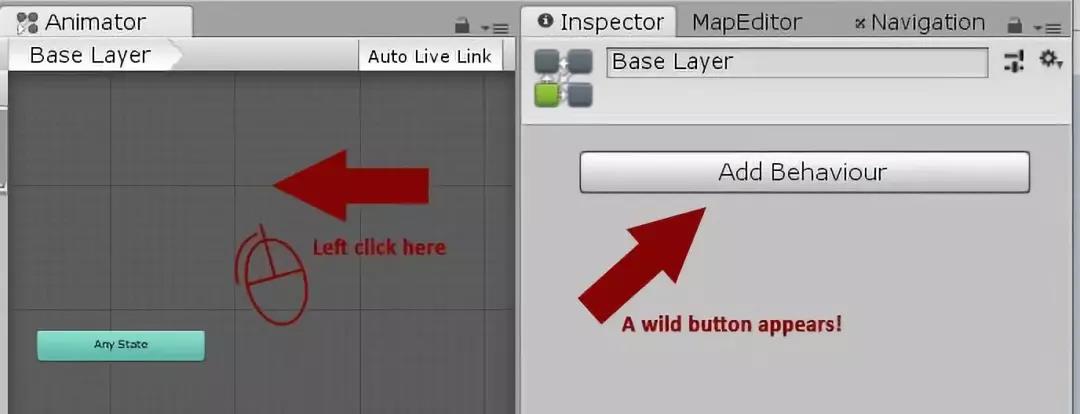 Animator
Base Layer
Auto Live Link
Left click here
Any State
Inspector
MapEditor
Navigation
Base Layer
Add Behaviour
A wild button appears!